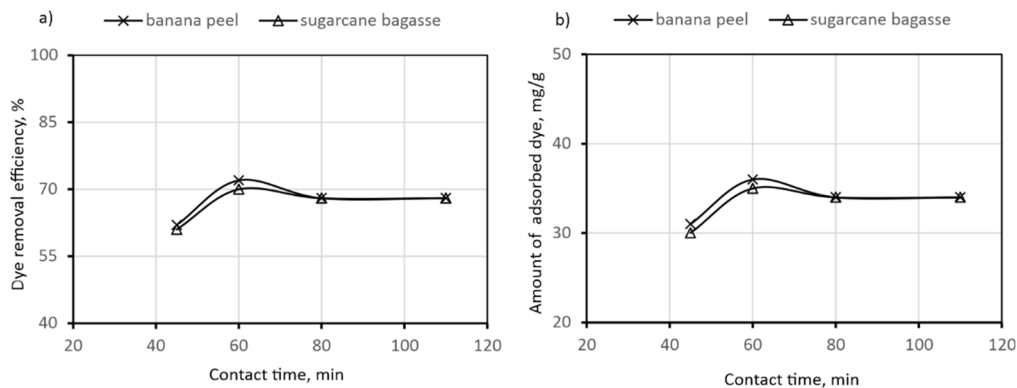 a)
banana peel
sugarcane bagasse
100
85
70
55
40
20
40
60
80
100
120
Dye removal efficiency, %
Contact time, min
b)
banana peel
sugarcane bagasse
50
40
30
20
20
40
60
80
100
120
Amount of adsorbed dye, mg/g
Contact time, min